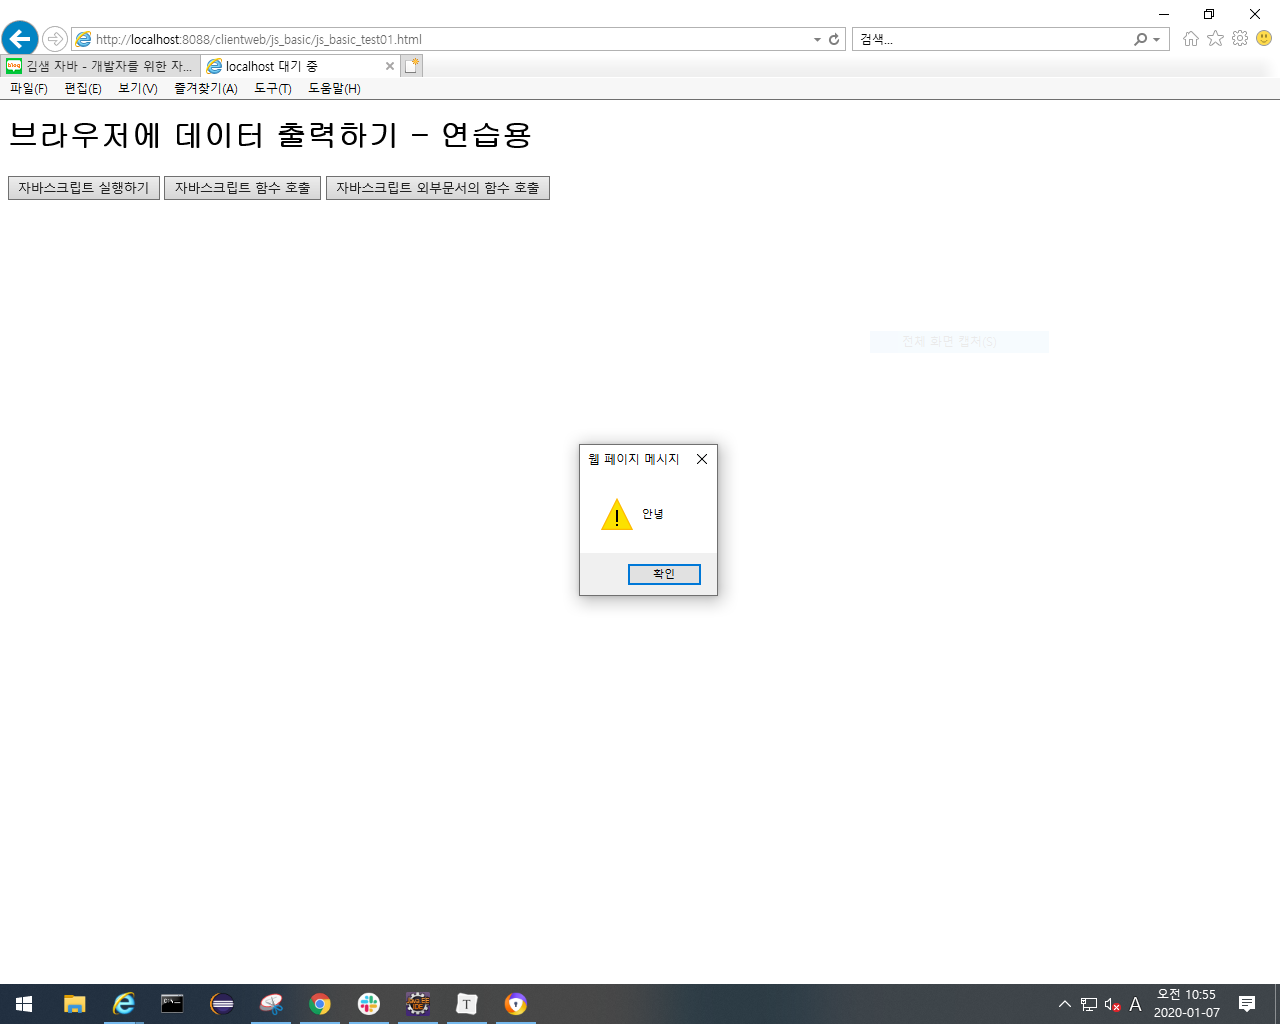 http://localhost:8088/clientweb/js_basic/js_basic_test01.html
검색...
김샘 자바 - 개발자를 위한 자...
localhost 대기 중
파일(F) 편집(E) 보기(V) 즐겨찾기(A) 도구(T) 도움말(H)
브라우저에 데이터 출력하기 - 연습용
자바스크립트 실행하기 자바스크립트 함수 호출 자바스크립트 외부문서의 함수 호출
전체 화면 캡처(S)
웹 페이지 메시지
안녕
확인
A
오전 10:55
2020-01-07